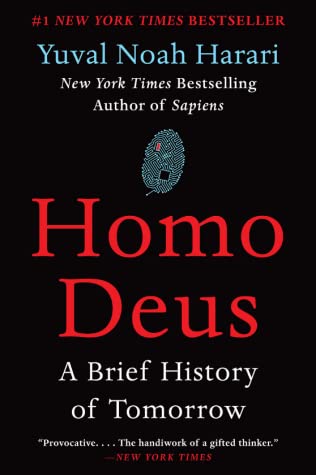 #1 NEW YORK TIMES BESTSELLER
Yuval Noah Harari
New York Times Bestselling
Author of Sapiens
Homo
Deus
A Brief History
of Tomorrow
“Provocative. . . . The handiwork of a gifted thinker.”
—NEW YORK TIMES